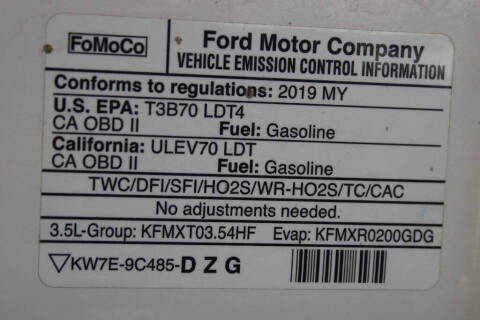 FoMoCo
Ford Motor Company
VEHICLE EMISSION CONTROL INFORMATION
Conforms to regulations: 2019 MY
U.S. EPA: T3B70 LDT4
CA OBD II Fuel: Gasoline
California: ULEV70 LDT
CA OBD II Fuel: Gasoline
TWC/DFI/SFI/HO2S/WR-HO2S/TC/CAC
No adjustments needed.
3.5L-Group: KFMXT03.54HF Evap: KFMXR0200GDG
▽KW7E-9C485-D Z G